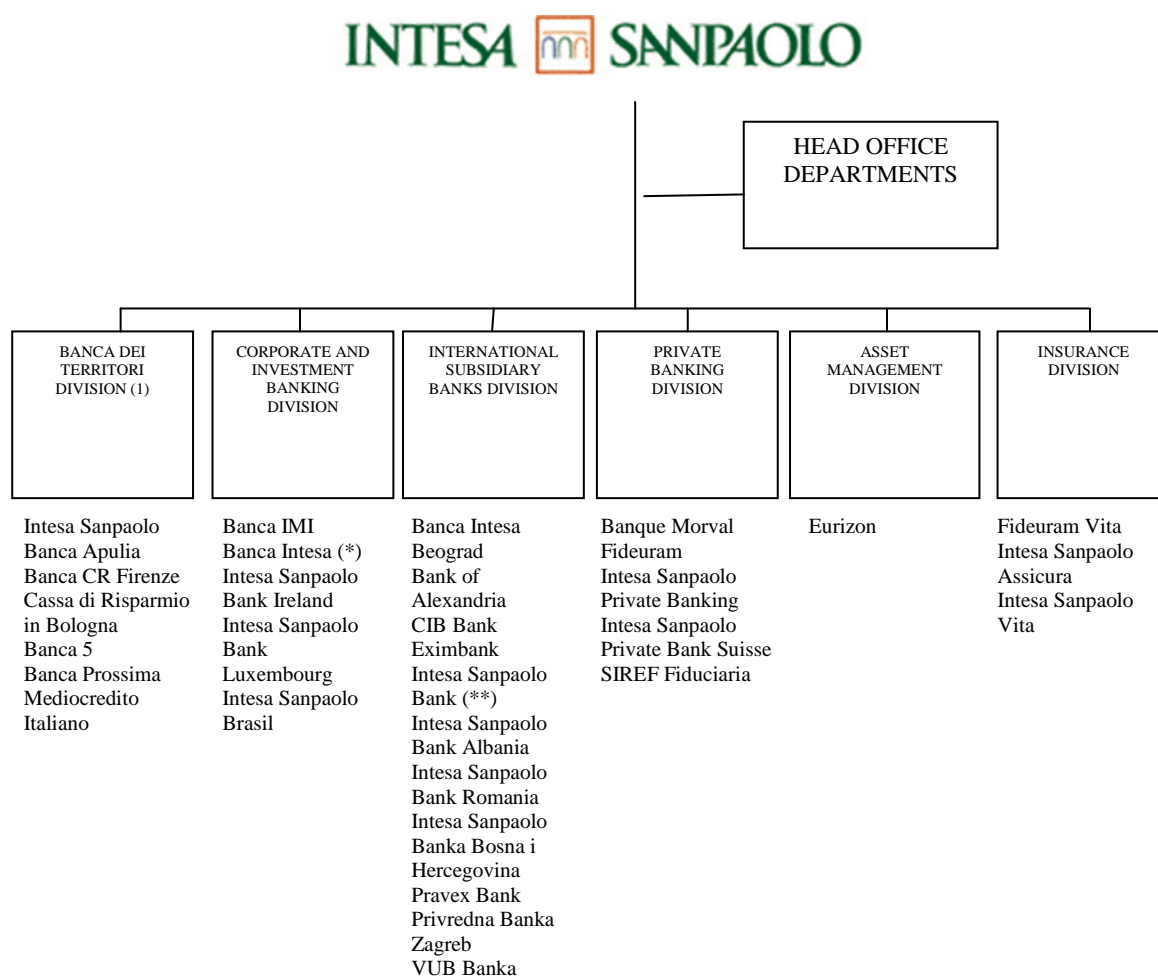 INTESA SANPAOLO
HEAD OFFICE
DEPARTMENTS
BANCA DEI
TERRITORI
DIVISION (1)
CORPORATE AND
INVESTMENT
BANKING
DIVISION
INTERNATIONAL
SUBSIDIARY
BANKS DIVISION
PRIVATE
BANKING
DIVISION
ASSET
MANAGEMENT
DIVISION
INSURANCE
DIVISION
Intesa Sanpaolo
Banca Apulia
Banca CR Firenze
Cassa di Risparmio
in Bologna
Banca 5
Banca Prossima
Mediocredito
Italiano
Banca IMI
Banca Intesa (*)
Intesa Sanpaolo
Bank Ireland
Intesa Sanpaolo
Bank
Luxembourg
Intesa Sanpaolo
Brasil
Banca Intesa
Beograd
Bank of
Alexandria
CIB Bank
Eximbank
Intesa Sanpaolo
Bank (**)
Intesa Sanpaolo
Bank Albania
Intesa Sanpaolo
Bank Romania
Intesa Sanpaolo
Banka Bosna i
Hercegovina
Pravex Bank
Privredna Banka
Zagreb
VUB Banka
Banque Morval
Fideuram
Intesa Sanpaolo
Private Banking
Intesa Sanpaolo
Private Bank Suisse
SIREF Fiduciaria
Eurizon
Fideuram Vita
Intesa Sanpaolo
Assicura
Intesa Sanpaolo
Vita